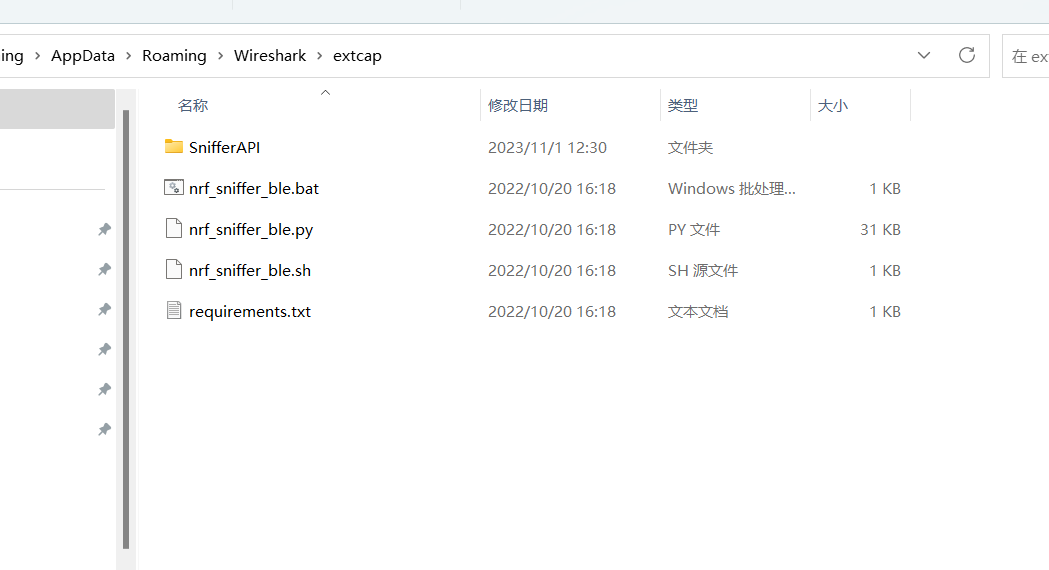 ing > AppData > Roaming > Wireshark > extcap
在 ex
名称 修改日期 类型 大小
SnifferAPI 2023/11/1 12:30 文件夹
nrf_sniffer_ble.bat 2022/10/20 16:18 Windows 批处理... 1 KB
nrf_sniffer_ble.py 2022/10/20 16:18 PY 文件 31 KB
nrf_sniffer_ble.sh 2022/10/20 16:18 SH 源文件 1 KB
requirements.txt 2022/10/20 16:18 文本文档 1 KB